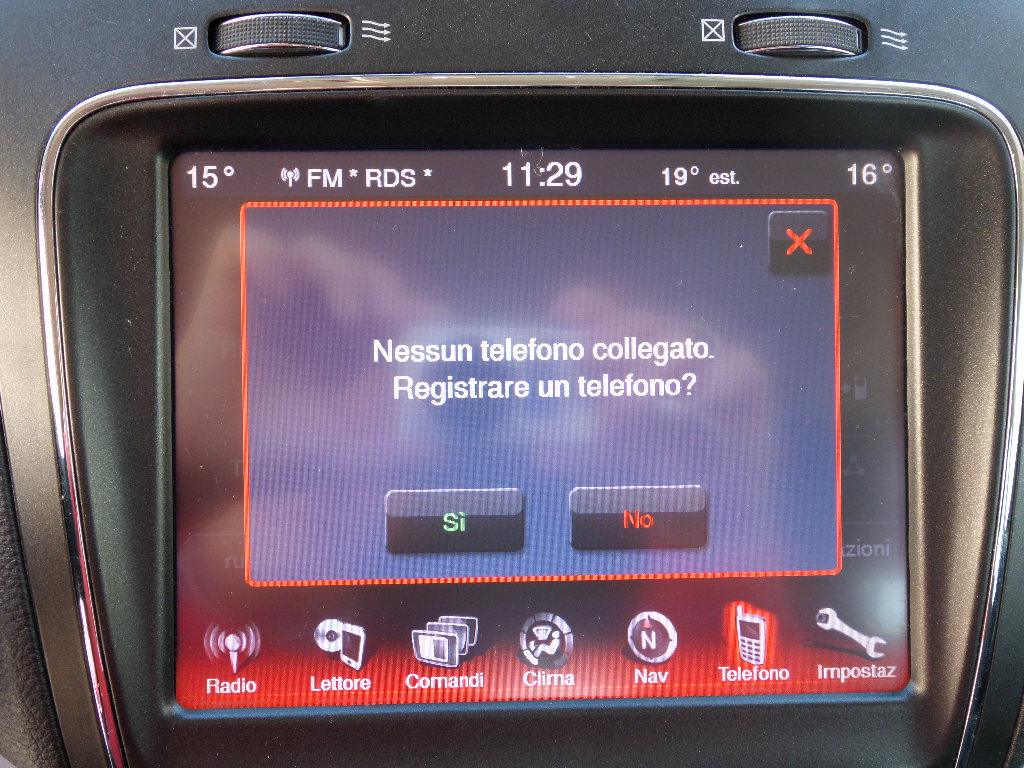 15° FM * RDS * 11:29 19° est. 16°
Nessun telefono collegato.
Registrare un telefono?
Sì No
azioni
Radio Lettore Comandi Clima N Nav Telefono Impostaz